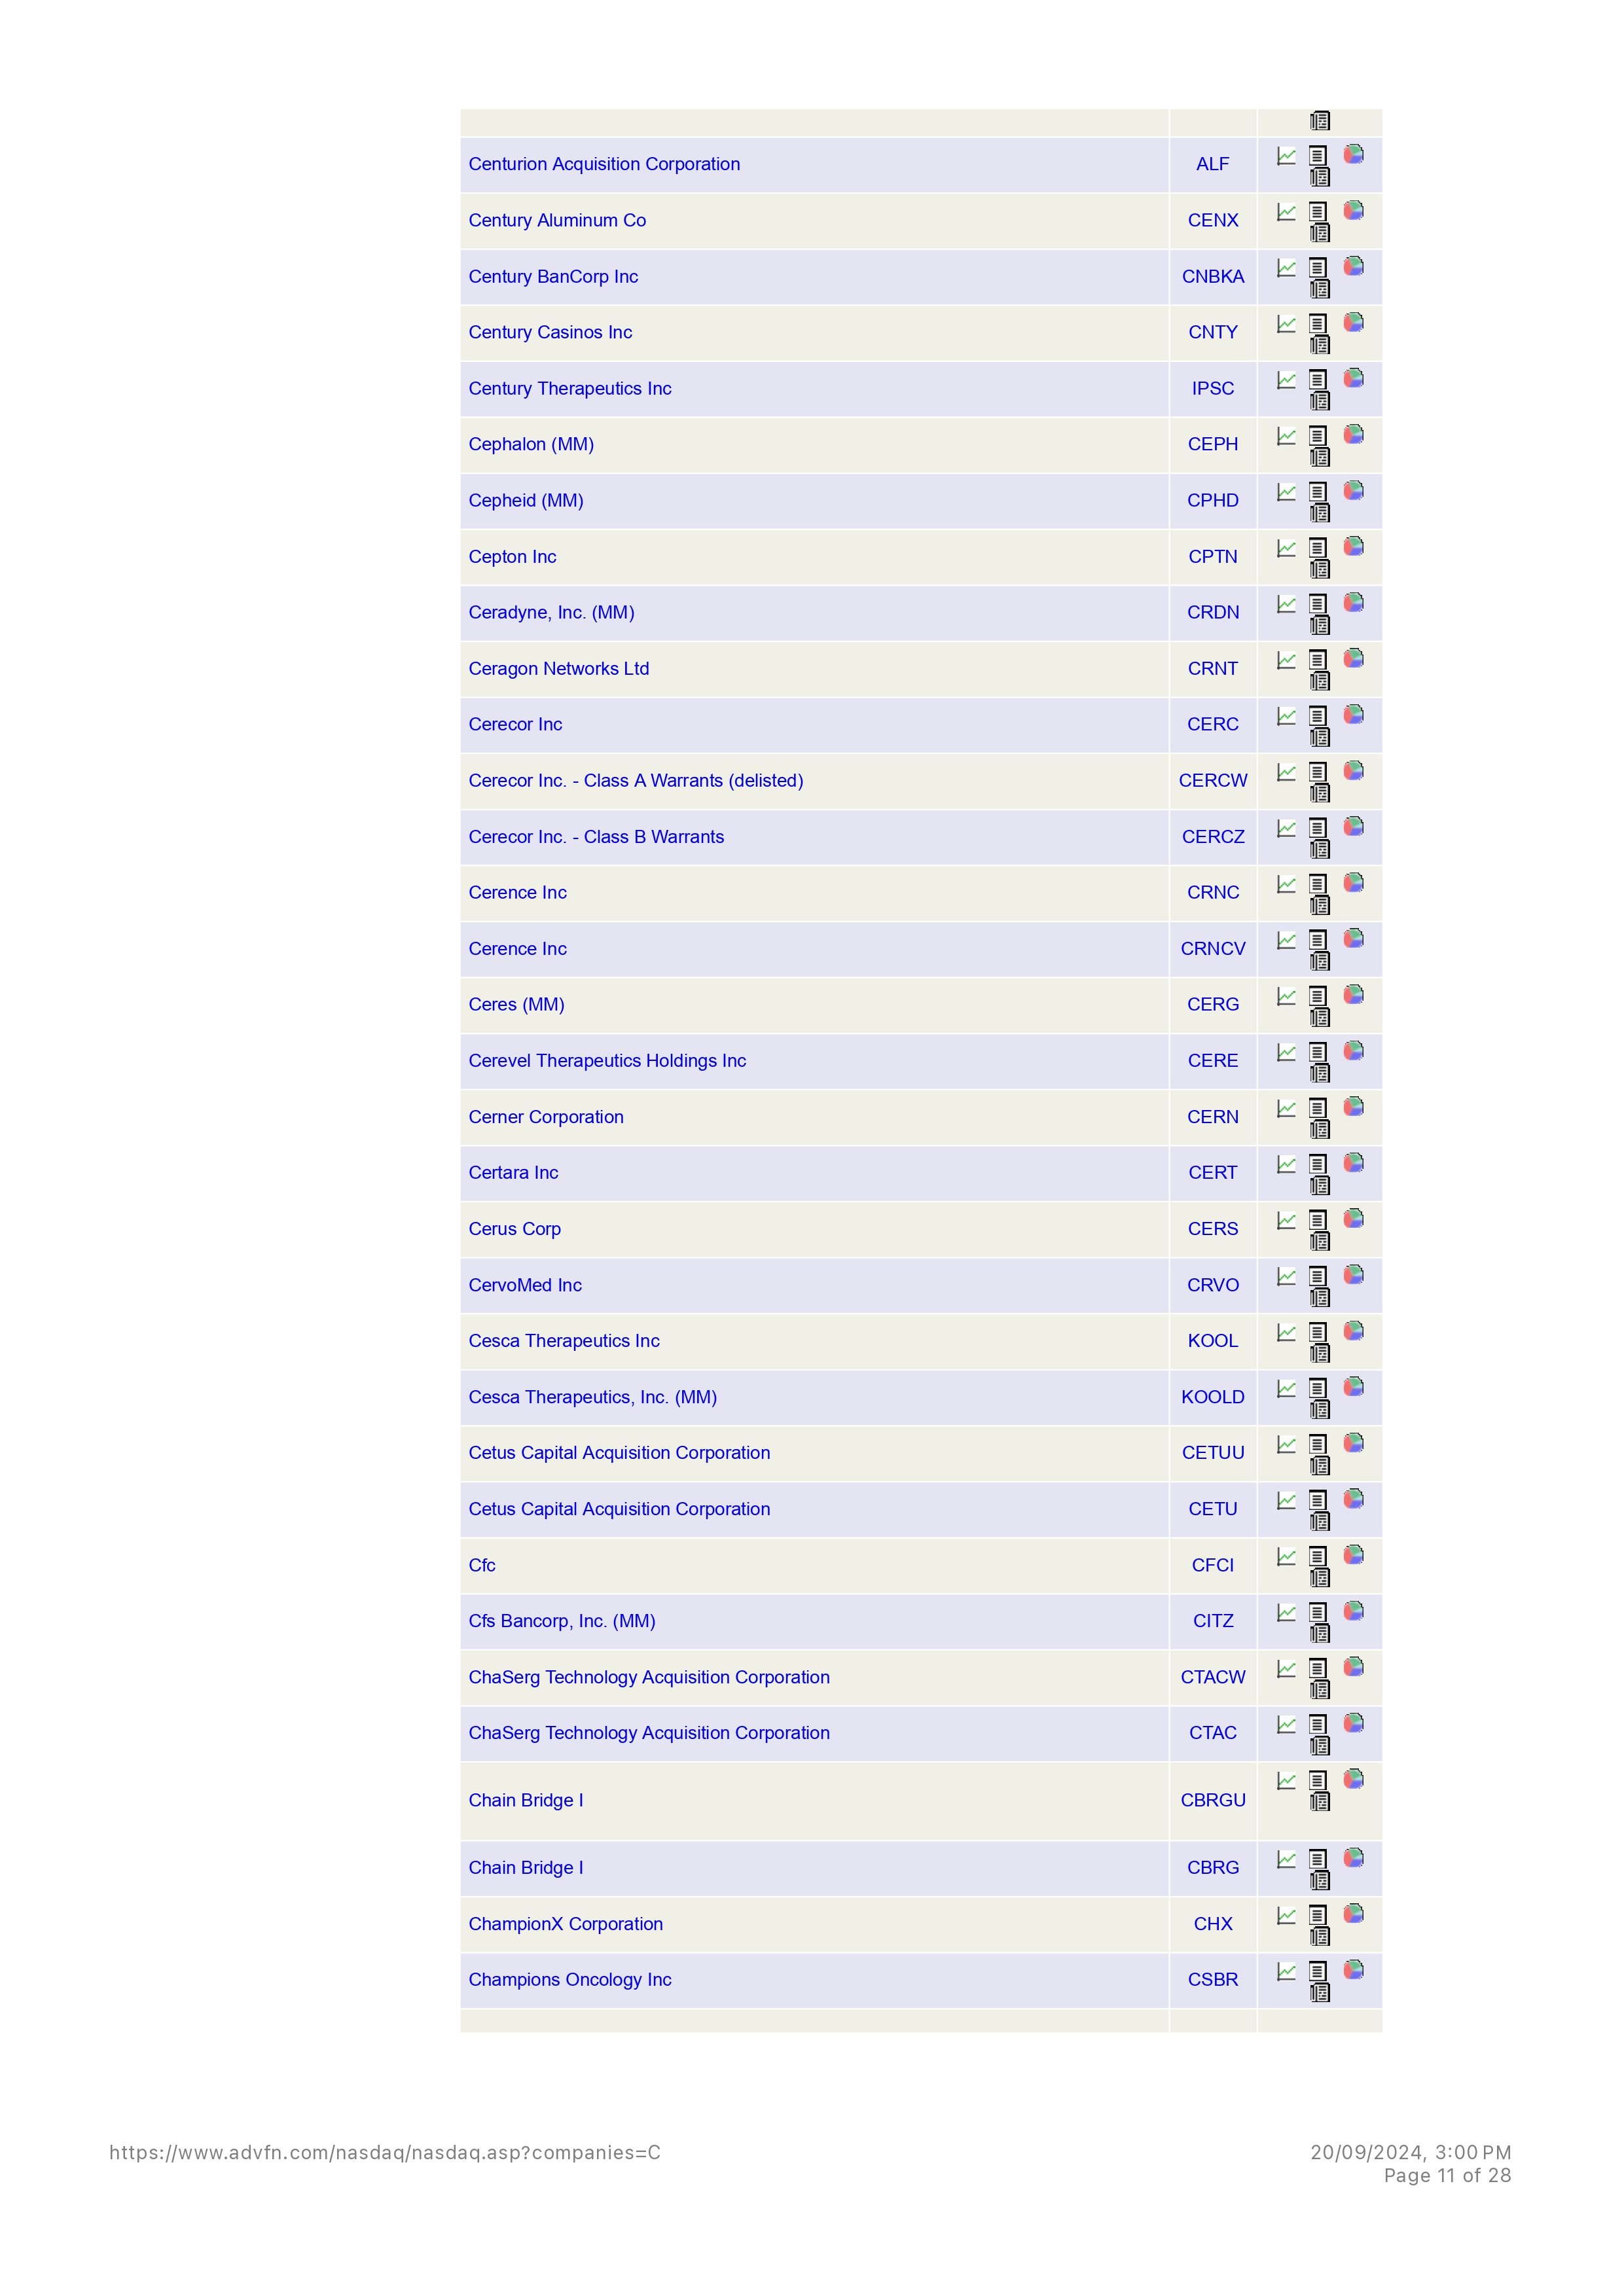 Centurion Acquisition Corporation ALF
Century Aluminum Co CENX
Century BanCorp Inc CNBKA
Century Casinos Inc CNTY
Century Therapeutics Inc IPSC
Cephalon (MM) CEPH
Cepheid (MM) CPHD
Cepton Inc CPTN
Ceradyne, Inc. (MM) CRDN
Ceragon Networks Ltd CRNT
Cerecor Inc CERC
Cerecor Inc. - Class A Warrants (delisted) CERCW
Cerecor Inc. - Class B Warrants CERCZ
Cerence Inc CRNC
Cerence Inc CRNCV
Ceres (MM) CERG
Cerevel Therapeutics Holdings Inc CERE
Cerner Corporation CERN
Certara Inc CERT
Cerus Corp CERS
CervoMed Inc CRVO
Cesca Therapeutics Inc KOOL
Cesca Therapeutics, Inc. (MM) KOOLD
Cetus Capital Acquisition Corporation CETUU
Cetus Capital Acquisition Corporation CETU
Cfc CFCI
Cfs Bancorp, Inc. (MM) CITZ
ChaSerg Technology Acquisition Corporation CTACW
ChaSerg Technology Acquisition Corporation CTAC
Chain Bridge I CBRGU
Chain Bridge I CBRG
ChampionX Corporation CHX
Champions Oncology Inc CSBR
https://www.advfn.com/nasdaq/nasdaq.asp?companies=C 20/09/2024, 3:00 PM
Page 11 of 28